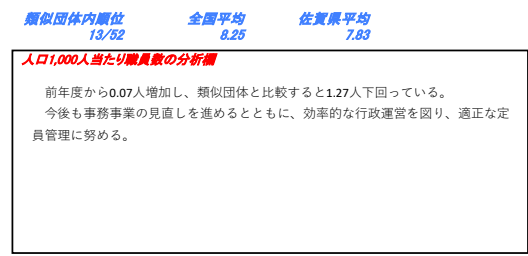 類似団体内順位 全国平均 佐賀県平均
13/52 8.25 7.83
人口1,000人当たり職員数の分析欄
前年度から0.07人増加し、類似団体と比較すると1.27人下回っている。
今後も事務事業の見直しを進めるとともに、効率的な行政運営を図り、適正な定
員管理に努める。